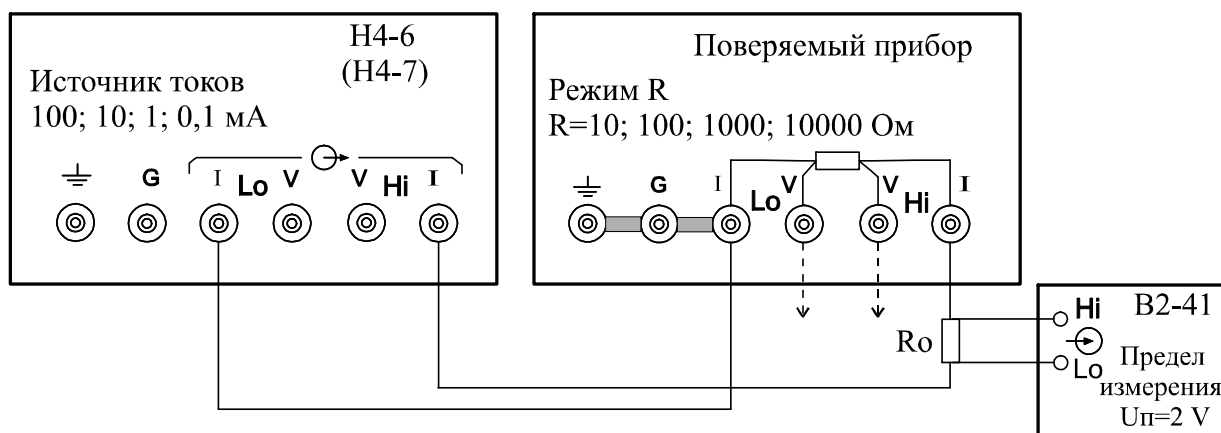 Н4-6
(Н4-7)
Источник токов
100; 10; 1; 0,1 мА
G I Lo V V Hi I
Поверяемый прибор
Режим R
R=10; 100; 1000; 10000 Ом
G I Lo V V Hi I
Ro
Hi В2-41
Lo Предел
измерения
Uп=2 V